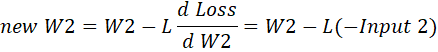 new W2 = W2 − L d Loss / d W2 = W2 − L(−Input 2)